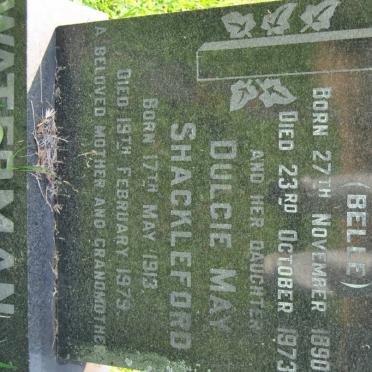 (BELLE)
BORN 27TH NOVEMBER 1890
DIED 23RD OCTOBER 1973
AND HER DAUGHTER
DULCIE MAY
SHACKLEFORD
BORN 17TH MAY 1913
DIED 19TH FEBRUARY 1979
A BELOVED MOTHER AND GRANDMOTHER
WATERMAN